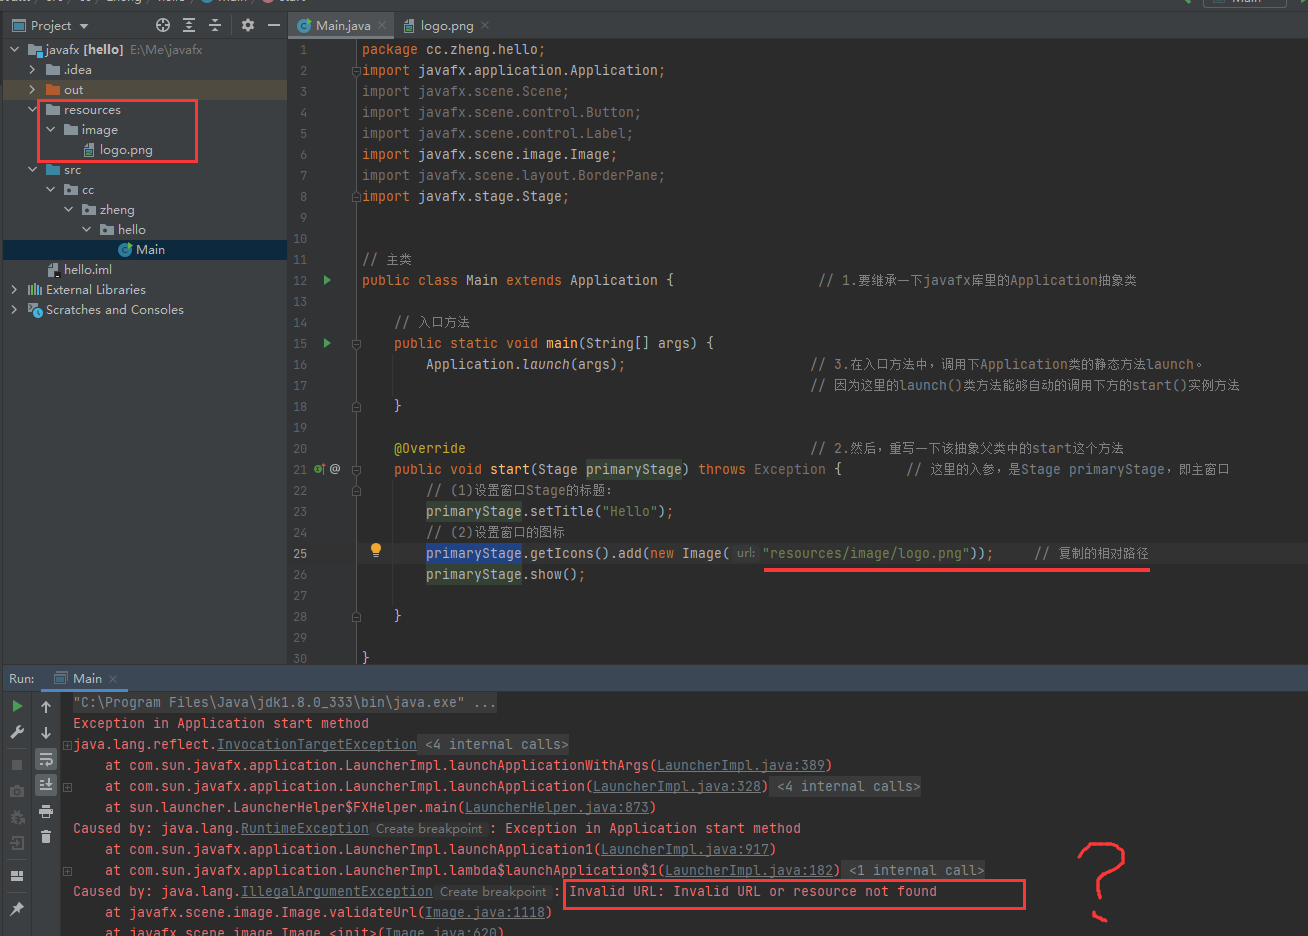 Project
Main.java
logo.png
javafx [hello] E:\Me\javafx
.idea
out
resources
image
logo.png
src
cc
zheng
hello
Main
hello.iml
External Libraries
Scratches and Consoles
1 package cc.zheng.hello;
2 import javafx.application.Application;
3 import javafx.scene.Scene;
4 import javafx.scene.control.Button;
5 import javafx.scene.control.Label;
6 import javafx.scene.image.Image;
7 import javafx.scene.layout.BorderPane;
8 import javafx.stage.Stage;
9
10
11 // 主类
12 public class Main extends Application { // 1.要继承一下javafx库里的Application抽象类
13
14 // 入口方法
15 public static void main(String[] args) {
16 Application.launch(args); // 3.在入口方法中，调用下Application类的静态方法launch。
17 // 因为这里的launch()类方法能够自动的调用下方的start()实例方法
18 }
19
20 @Override // 2.然后，重写一下该抽象父类中的start这个方法
21 public void start(Stage primaryStage) throws Exception { // 这里的入参，是Stage primaryStage，即主窗口
22 // (1)设置窗口Stage的标题：
23 primaryStage.setTitle("Hello");
24 // (2)设置窗口的图标
25 primaryStage.getIcons().add(new Image( url: "resources/image/logo.png")); // 复制的相对路径
26 primaryStage.show();
27
28 }
29
30 }
Run: Main
"C:\Program Files\Java\jdk1.8.0_333\bin\java.exe" ...
Exception in Application start method
java.lang.reflect.InvocationTargetException <4 internal calls>
at com.sun.javafx.application.LauncherImpl.launchApplicationWithArgs(LauncherImpl.java:389)
at com.sun.javafx.application.LauncherImpl.launchApplication(LauncherImpl.java:328) <4 internal calls>
at sun.launcher.LauncherHelper$FXHelper.main(LauncherHelper.java:873)
Caused by: java.lang.RuntimeException Create breakpoint : Exception in Application start method
at com.sun.javafx.application.LauncherImpl.launchApplication1(LauncherImpl.java:917)
at com.sun.javafx.application.LauncherImpl.lambda$launchApplication$1(LauncherImpl.java:182) <1 internal call>
Caused by: java.lang.IllegalArgumentException Create breakpoint : Invalid URL: Invalid URL or resource not found
at javafx.scene.image.Image.validateUrl(Image.java:1118)
at javafx.scene.image.Image.<init>(Image.java:620)
?